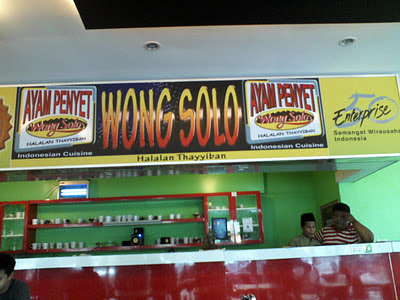 AYAM PENYET
Wong Solo
HALALAN THAYYIBAN
Indonesian Cuisine
WONG SOLO
Halalan Thayyiban
AYAM PENYET
Wong Solo
HALALAN THAYYIBAN
Indonesian Cuisine
50
Enterprise
Semangat Wirausaha
Indonesia